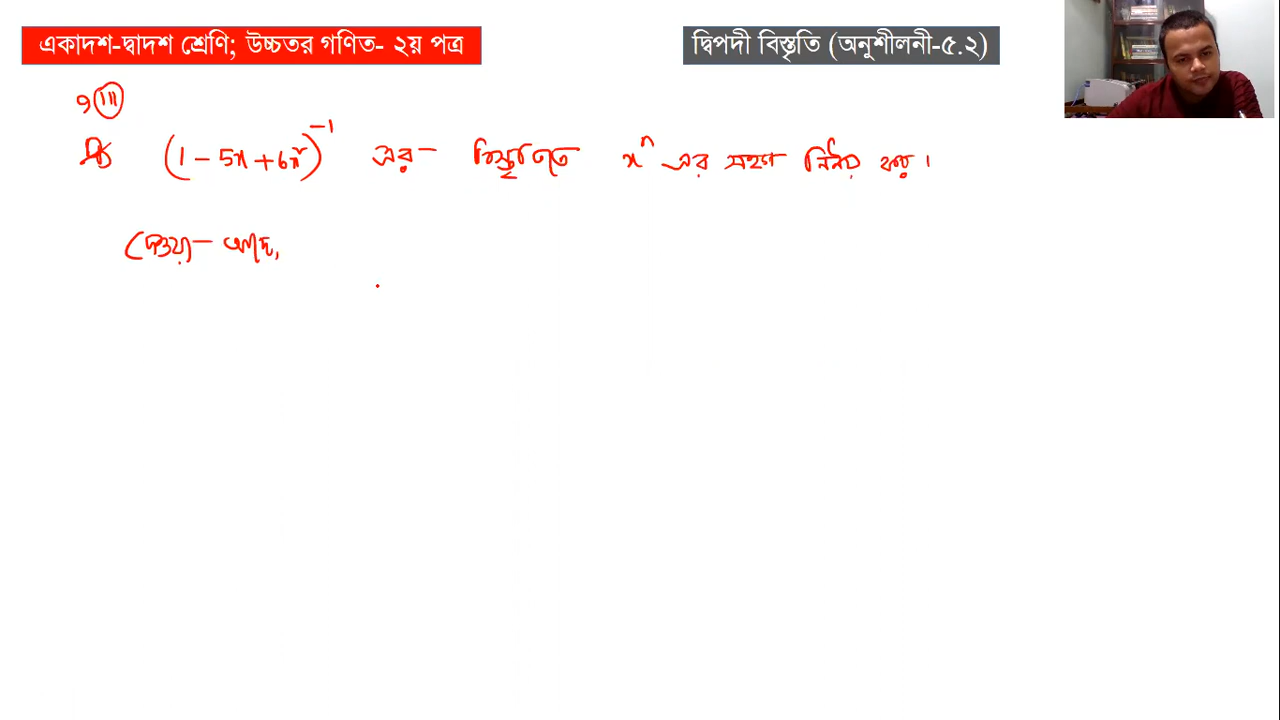 একাদশ-দ্বাদশ শ্রেণি; উচ্চতর গণিত- ২য় পত্র
দ্বিপদী বিস্তৃতি (অনুশীলনী-৫.২)
9 (iii)
(1 - 5x + 6x²)⁻¹ এর বিস্তৃতিতে xⁿ এর সহগ নির্ণয় কর।
দেওয়া আছে,